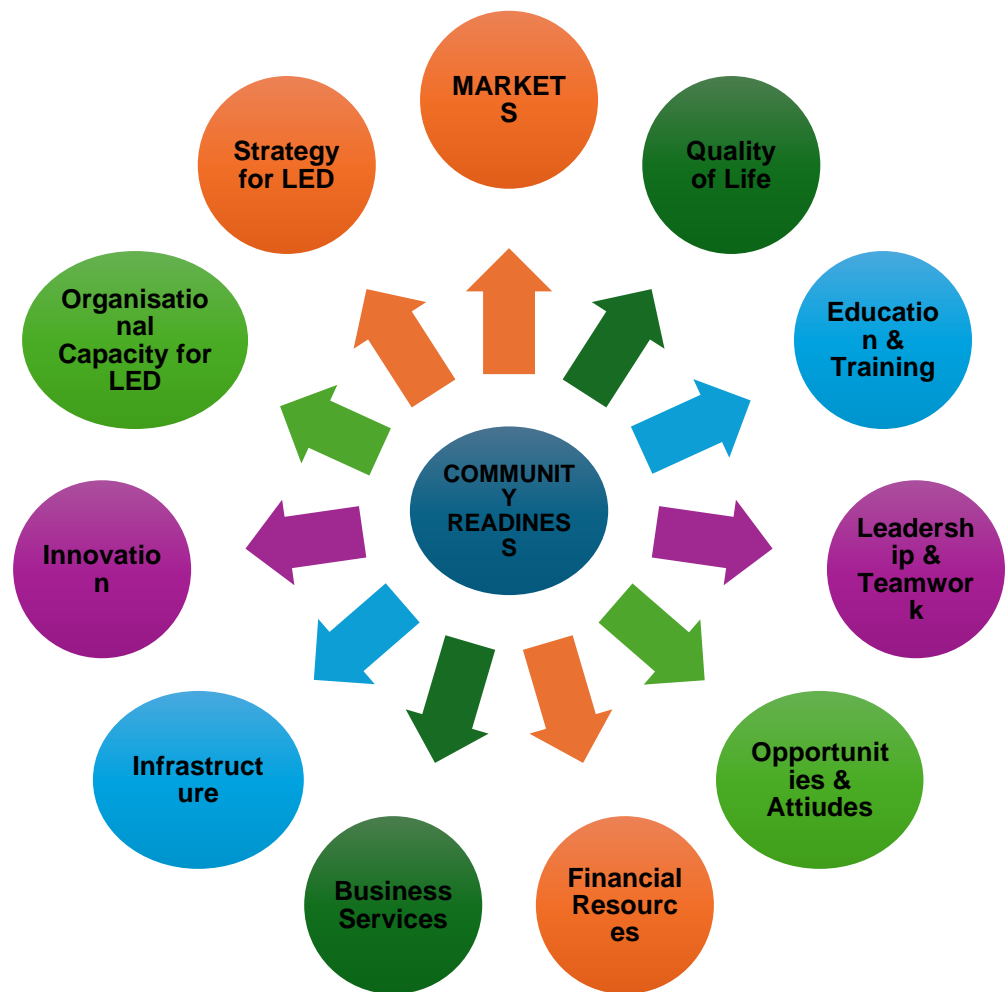 MARKET
S
Quality
of Life
Educatio
n &
Training
Leadersh
ip &
Teamwor
k
Opportunit
ies &
Attiudes
Financial
Resourc
es
Business
Services
Infrastruct
ure
Innovatio
n
Organisatio
nal
Capacity for
LED
Strategy
for LED
COMMUNIT
Y
READINES
S